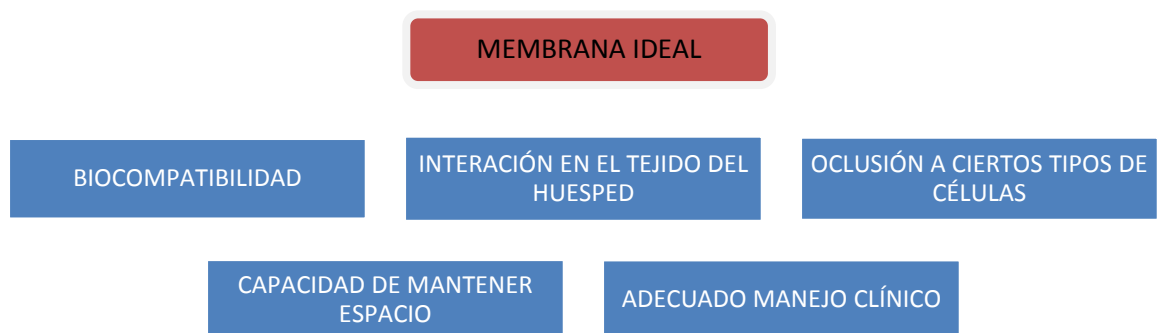 MEMBRANA IDEAL
BIOCOMPATIBILIDAD
INTERACIÓN EN EL TEJIDO DEL
HUESPED
OCLUSIÓN A CIERTOS TIPOS DE
CÉLULAS
CAPACIDAD DE MANTENER
ESPACIO
ADECUADO MANEJO CLÍNICO